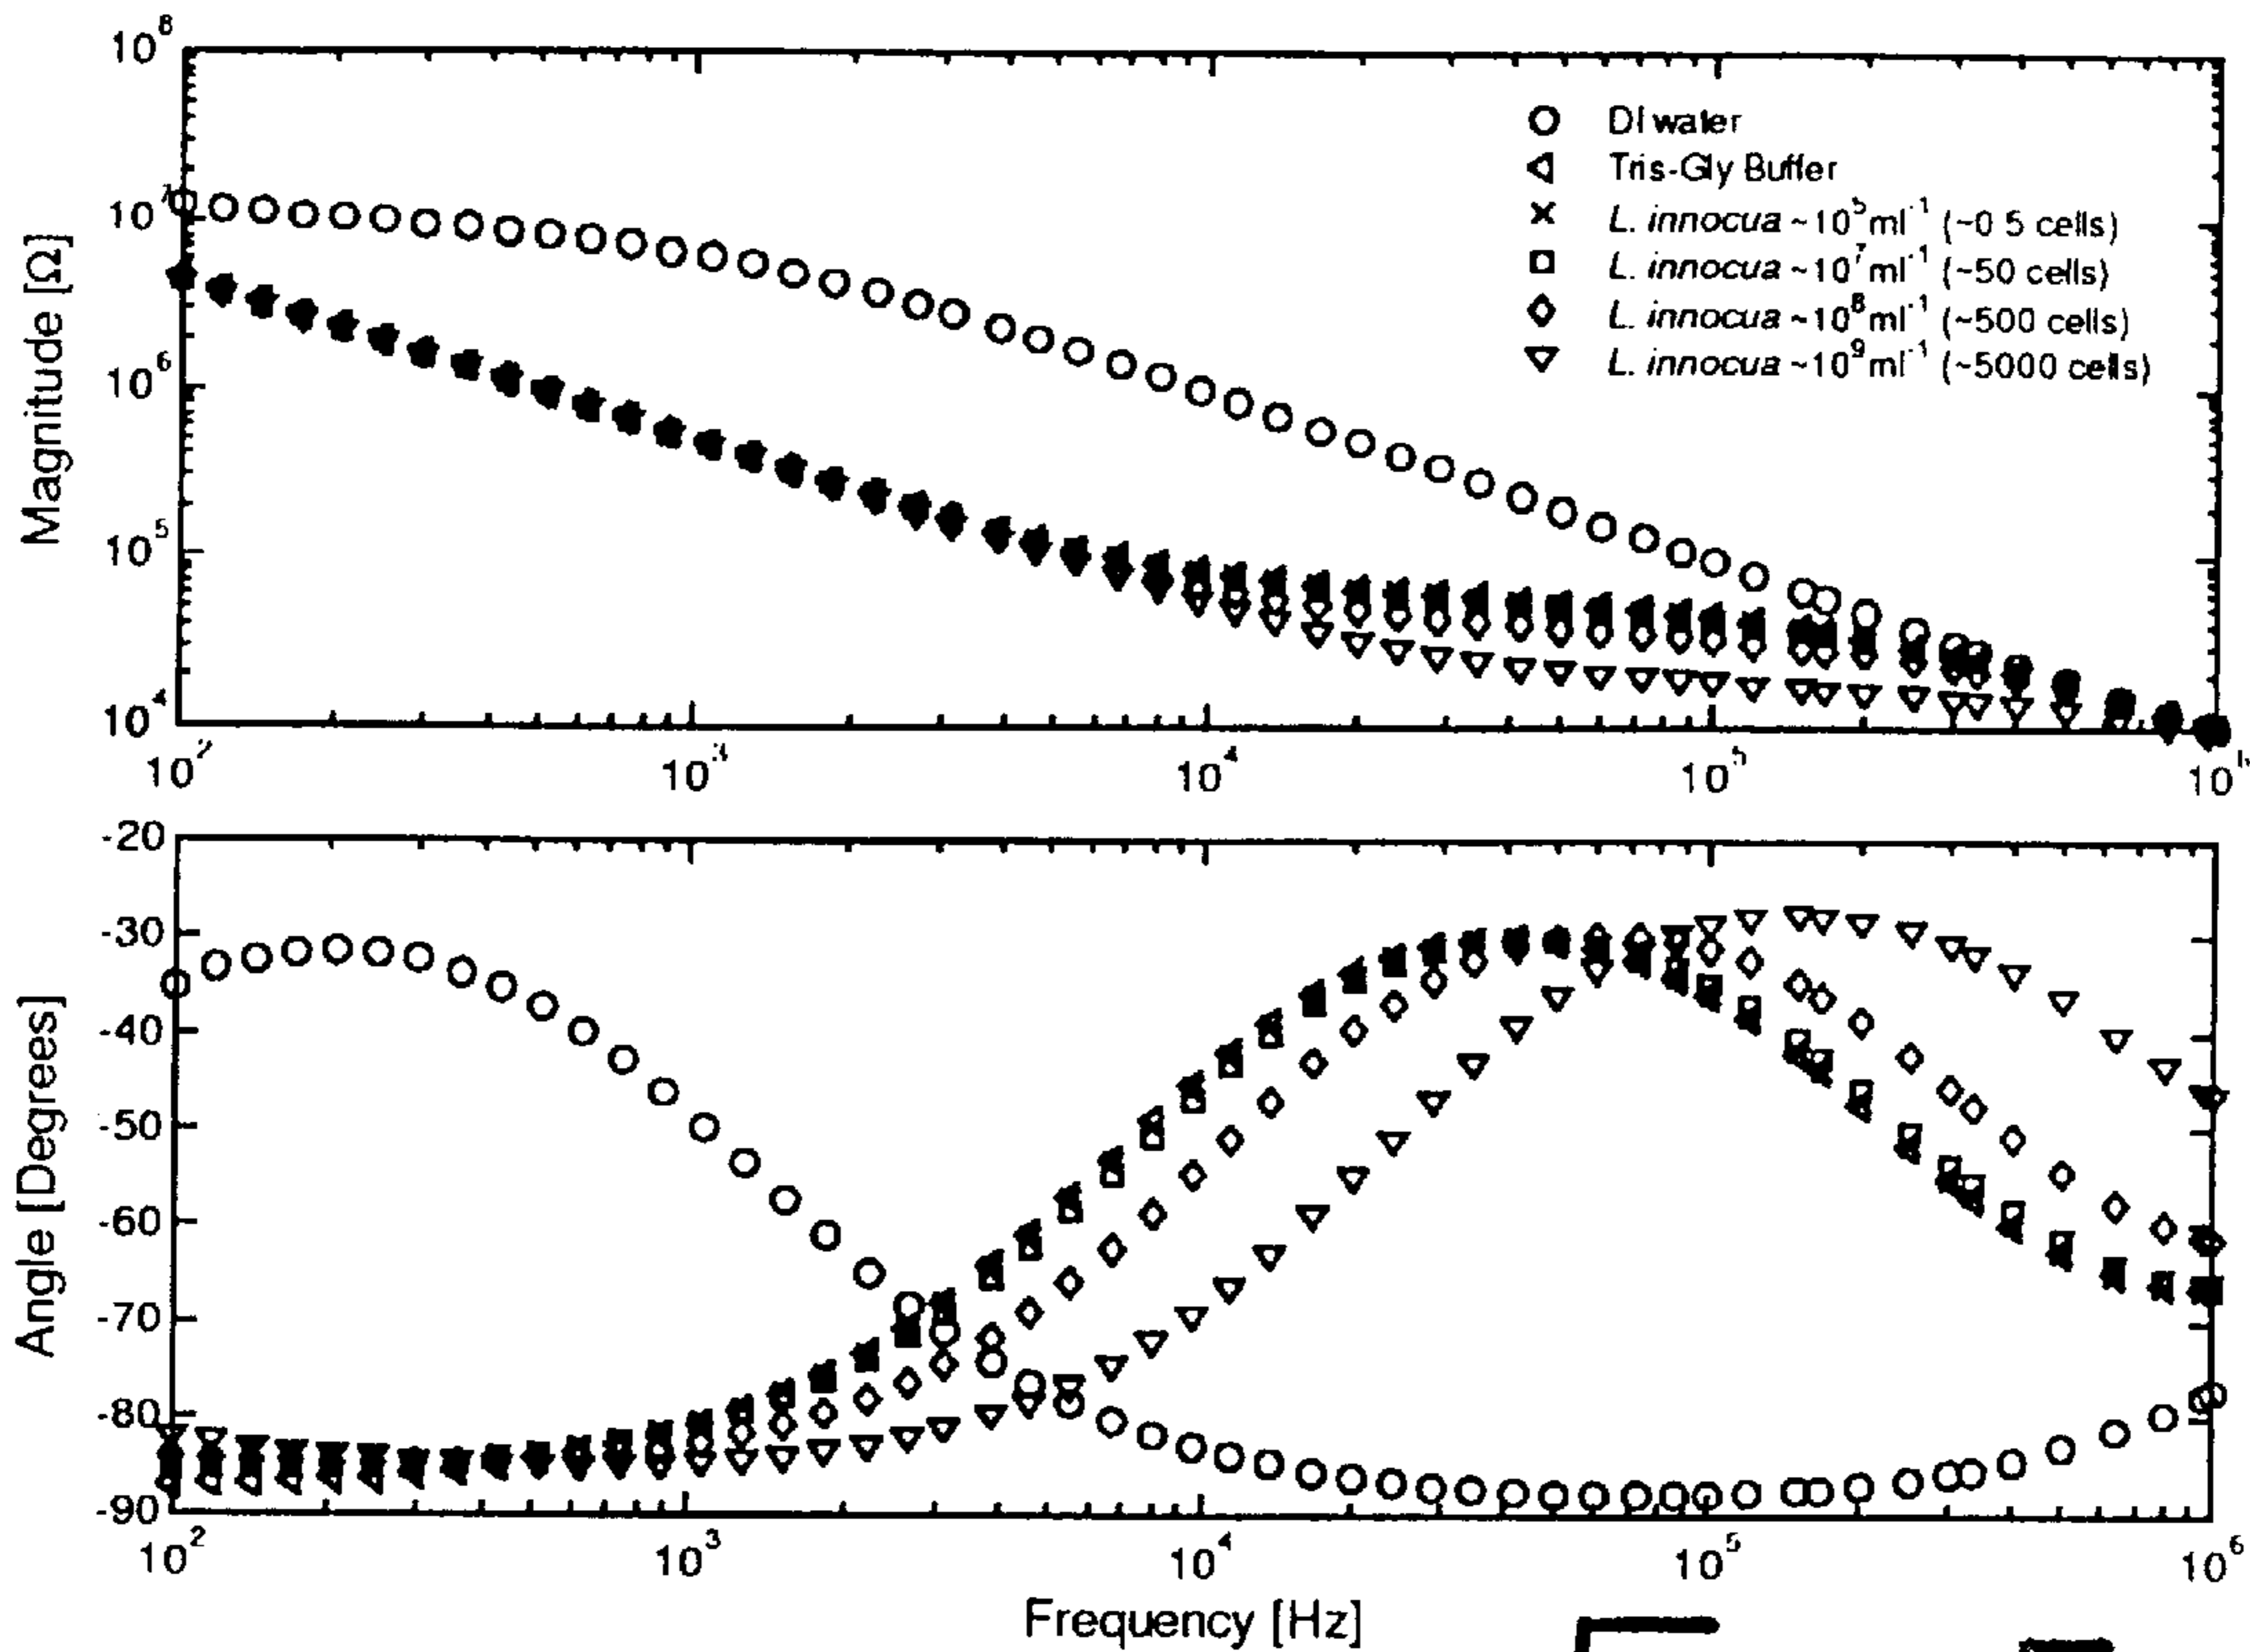 10⁸
10⁷
10⁶
10⁵
10⁴
Magnitude [Ω]
DI water
Tris-Gly Buffer
L. innocua ~10⁵ml⁻¹ (~0 5 cells)
L. innocua ~10⁷ml⁻¹ (~50 cells)
L. innocua ~10⁸ml⁻¹ (~500 cells)
L. innocua ~10⁹ml⁻¹ (~5000 cells)
10² 10³ 10⁴ 10⁵ 10⁶
-20
-30
-40
-50
-60
-70
-80
-90
Angle [Degrees]
10² 10³ 10⁴ 10⁵ 10⁶
Frequency [Hz]